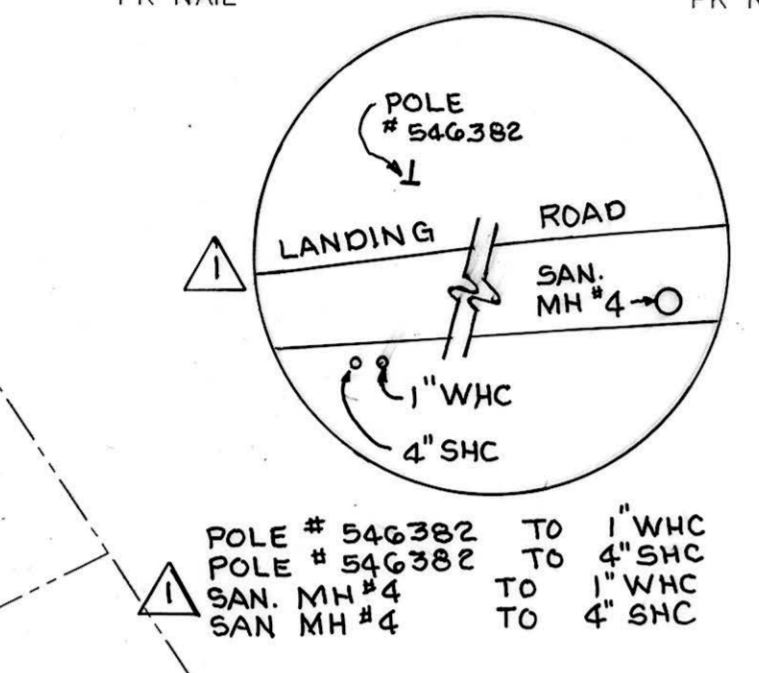 PK NAIL
POLE
# 546382
LANDING ROAD
1
SAN.
MH #4
1" WHC
4" SHC
POLE # 546382 TO 1" WHC
POLE # 546382 TO 4" SHC
1
SAN. MH #4 TO 1" WHC
SAN MH #4 TO 4" SHC